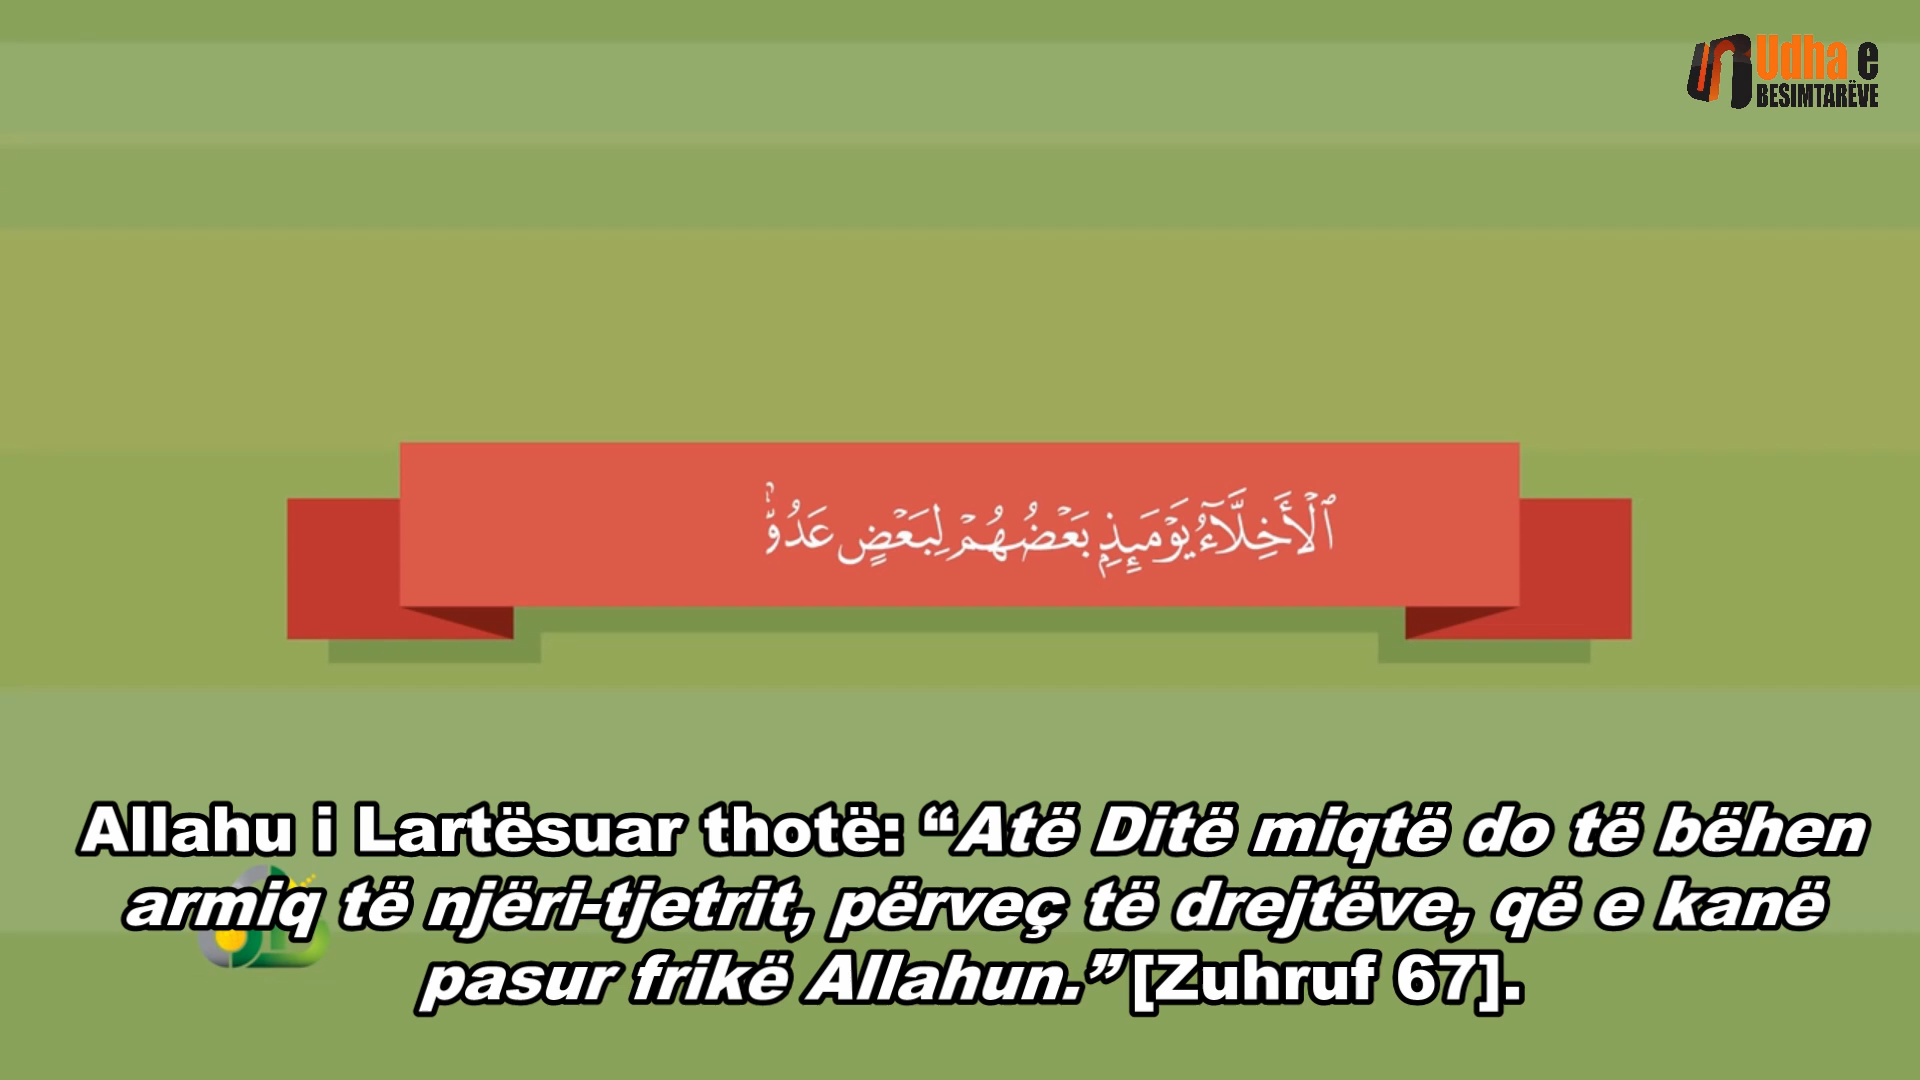 Udha e
BESIMTARËVE
ٱلْأَخِلَّآءُ يَوْمَئِذٍۭ بَعْضُهُمْ لِبَعْضٍ عَدُوٌّ
Allahu i Lartësuar thotë: “Atë Ditë miqtë do të bëhen
armiq të njëri-tjetrit, përveç të drejtëve, që e kanë
pasur frikë Allahun.” [Zuhruf 67].